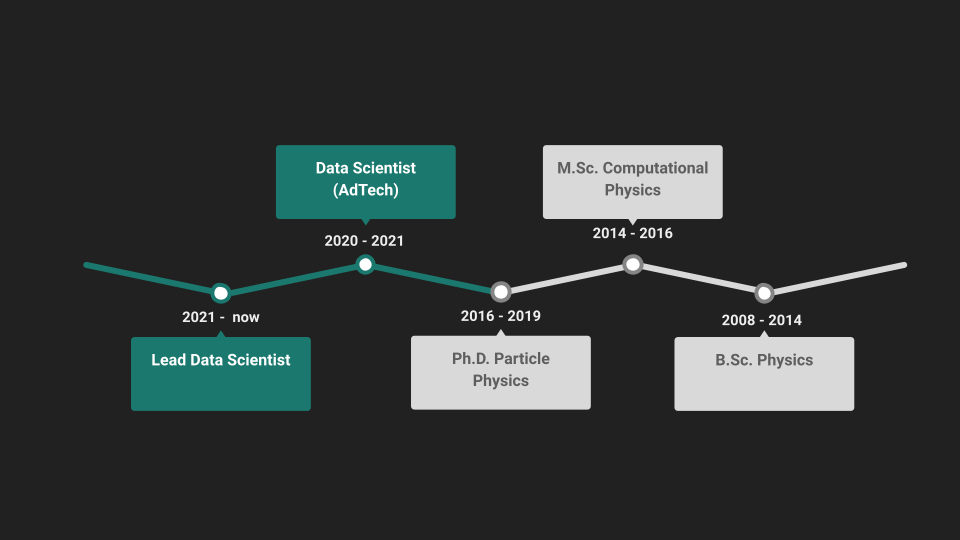 Data Scientist
(AdTech)
2020 - 2021
M.Sc. Computational
Physics
2014 - 2016
2021 - now
Lead Data Scientist
2016 - 2019
Ph.D. Particle
Physics
2008 - 2014
B.Sc. Physics